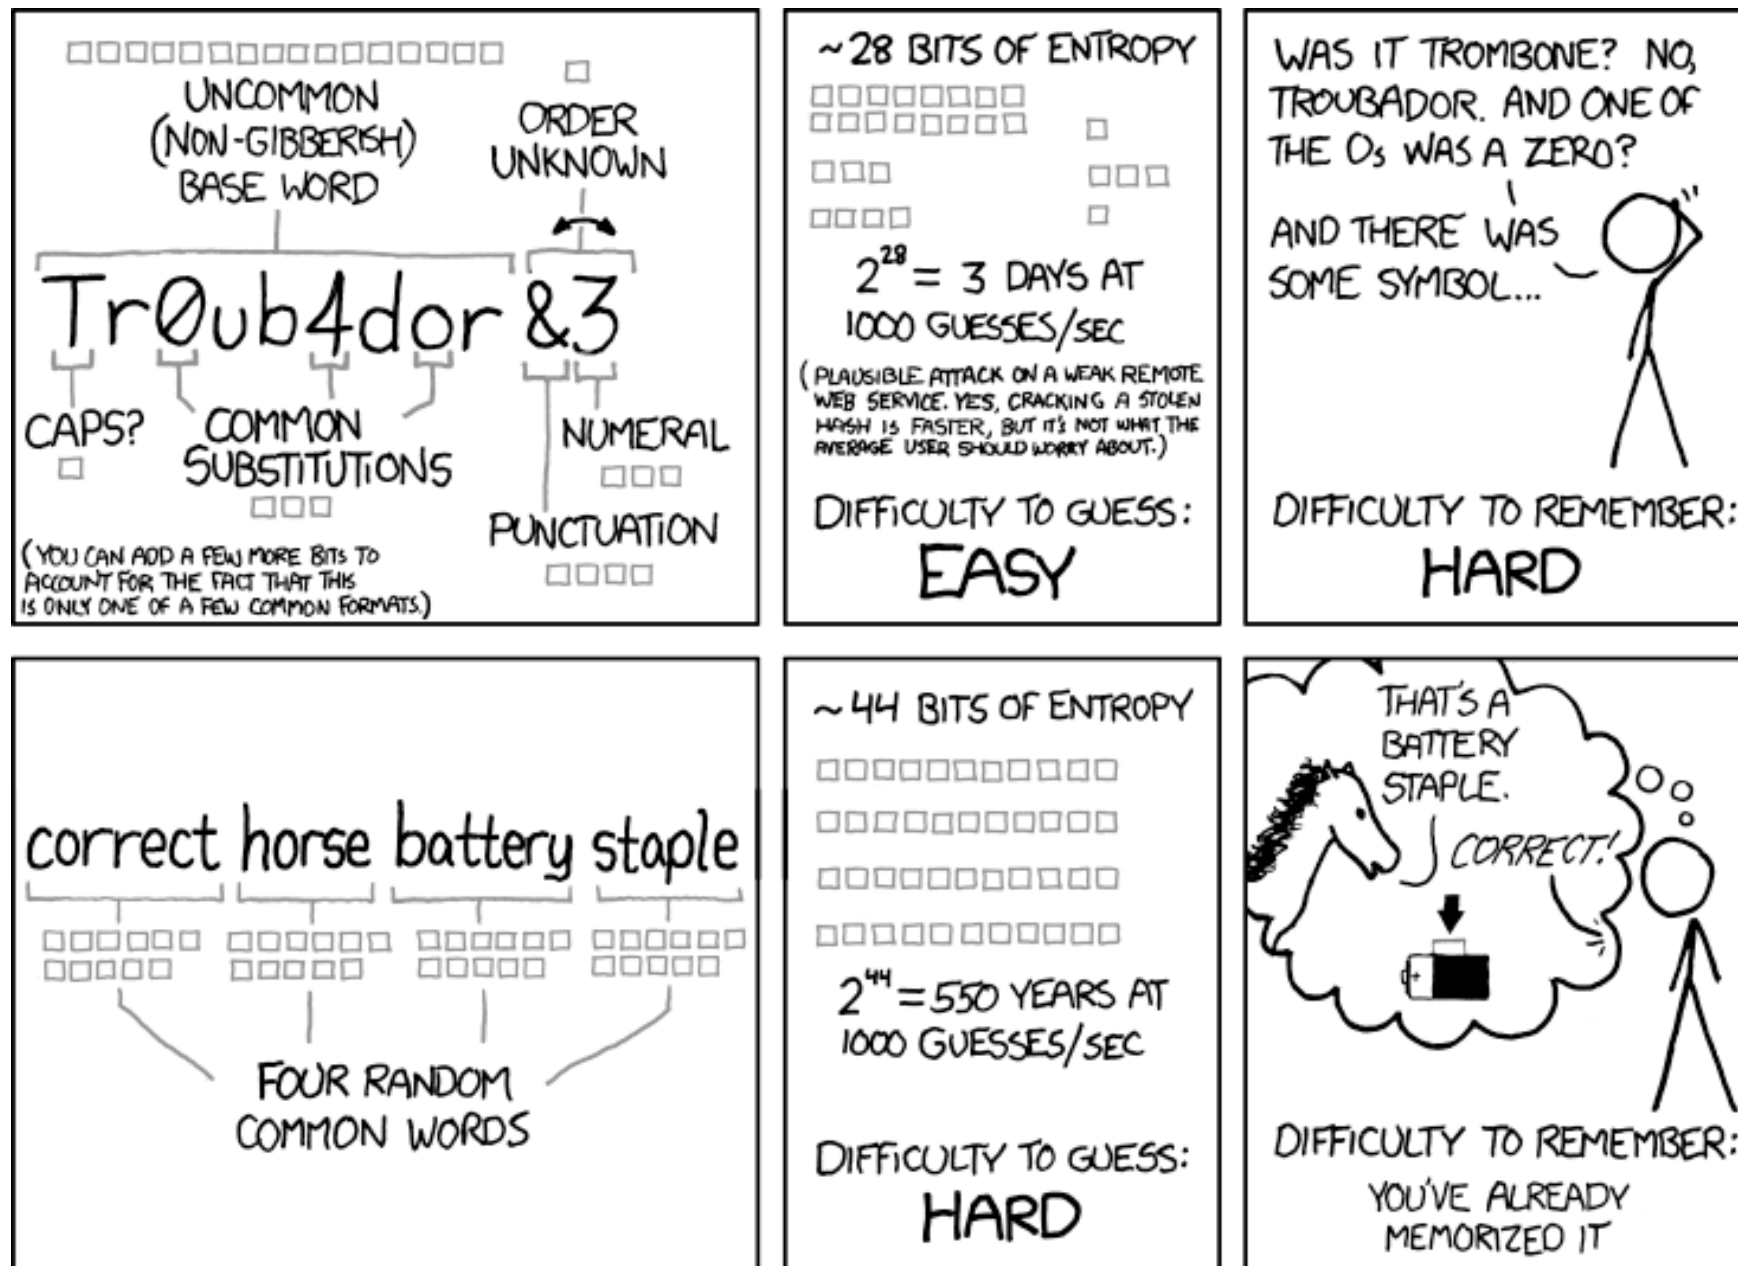 UNCOMMON
(NON-GIBBERISH)
BASE WORD
ORDER
UNKNOWN
Tr0ub4dor &3
CAPS?
COMMON
SUBSTITUTIONS
NUMERAL
PUNCTUATION
(YOU CAN ADD A FEW MORE BITS TO
ACCOUNT FOR THE FACT THAT THIS
IS ONLY ONE OF A FEW COMMON FORMATS.)
~28 BITS OF ENTROPY
2^28 = 3 DAYS AT
1000 GUESSES/SEC
(PLAUSIBLE ATTACK ON A WEAK REMOTE
WEB SERVICE. YES, CRACKING A STOLEN
HASH IS FASTER, BUT IT'S NOT WHAT THE
AVERAGE USER SHOULD WORRY ABOUT.)
DIFFICULTY TO GUESS:
EASY
WAS IT TROMBONE? NO,
TROUBADOR. AND ONE OF
THE Os WAS A ZERO?
AND THERE WAS
SOME SYMBOL...
DIFFICULTY TO REMEMBER:
HARD
correct horse battery staple
FOUR RANDOM
COMMON WORDS
~44 BITS OF ENTROPY
2^44 = 550 YEARS AT
1000 GUESSES/SEC
DIFFICULTY TO GUESS:
HARD
THAT'S A
BATTERY
STAPLE.
CORRECT!
+
DIFFICULTY TO REMEMBER:
YOU'VE ALREADY
MEMORIZED IT